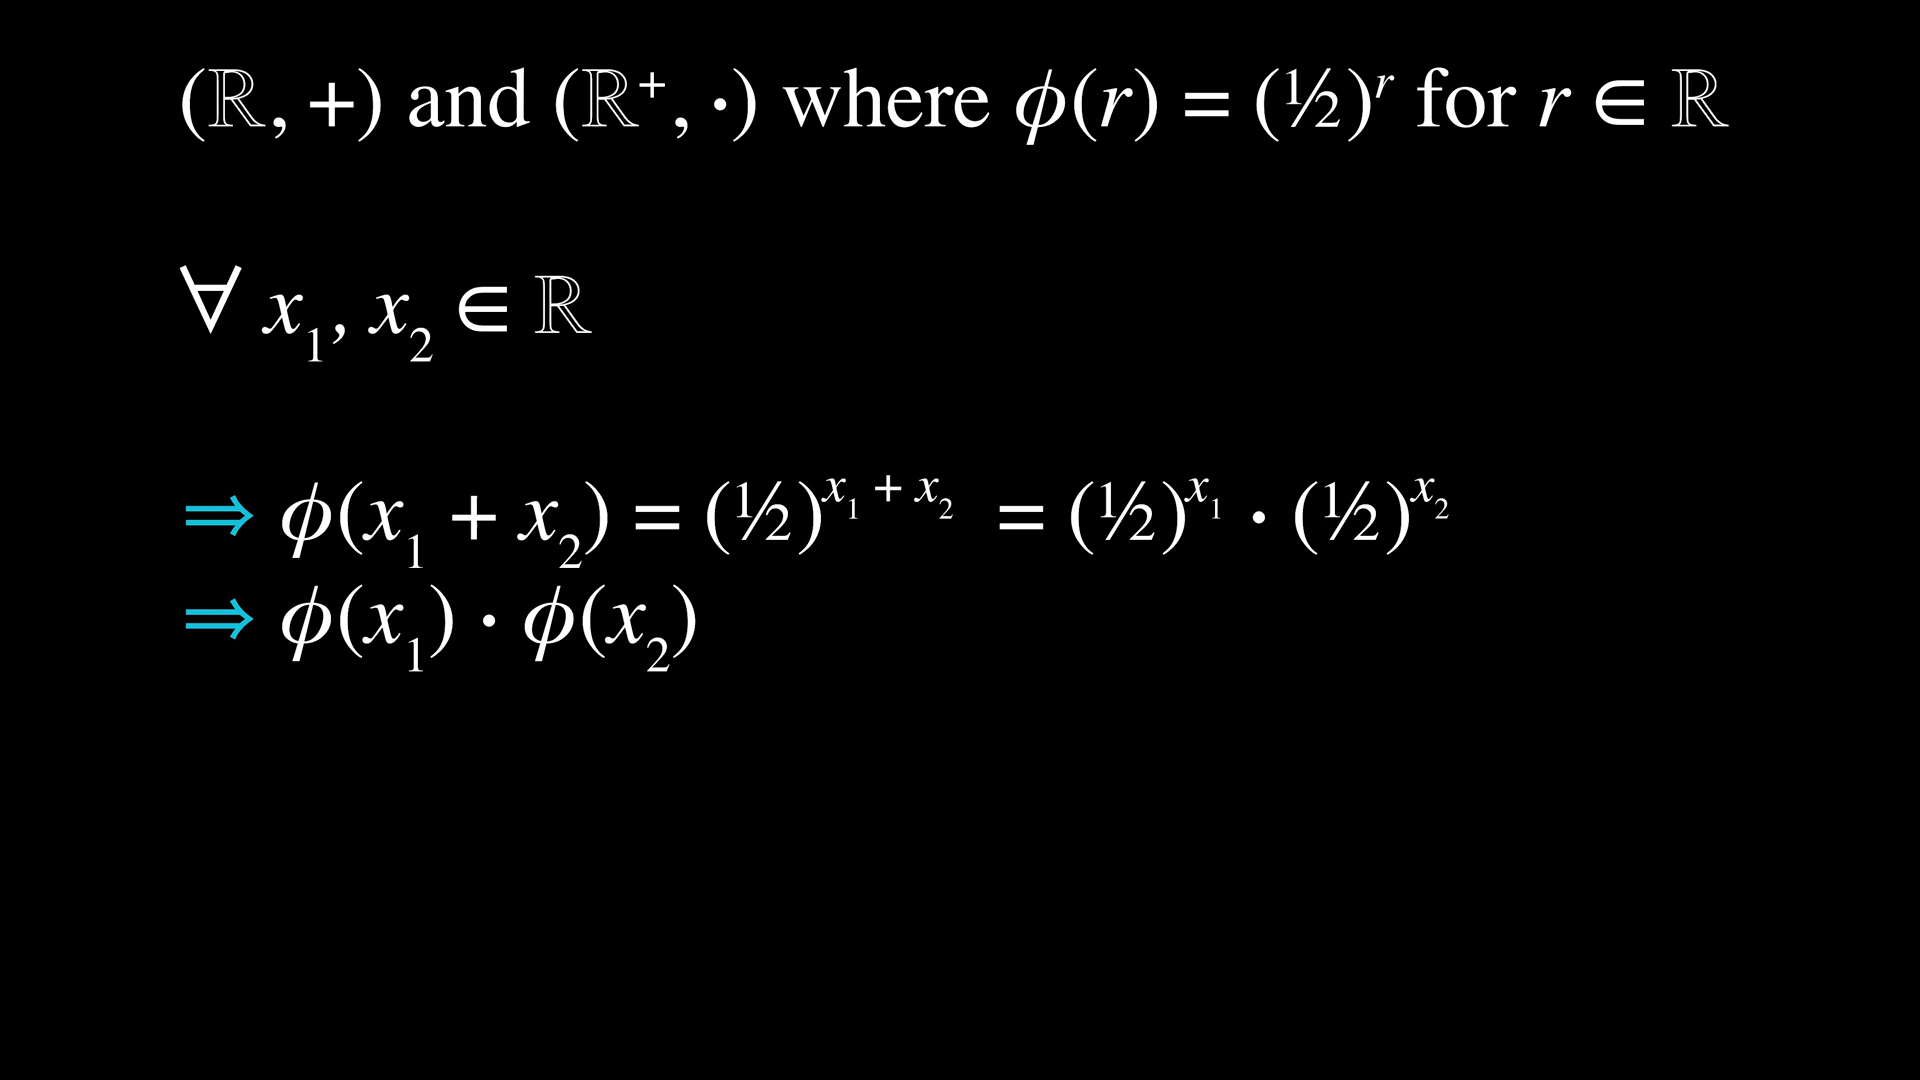 (ℝ, +) and (ℝ⁺, ·) where ϕ(r) = (½)ʳ for r ∈ ℝ
∀ x₁, x₂ ∈ ℝ
⇒ ϕ(x₁ + x₂) = (½)^(x₁ + x₂) = (½)^x₁ · (½)^x₂
⇒ ϕ(x₁) · ϕ(x₂)